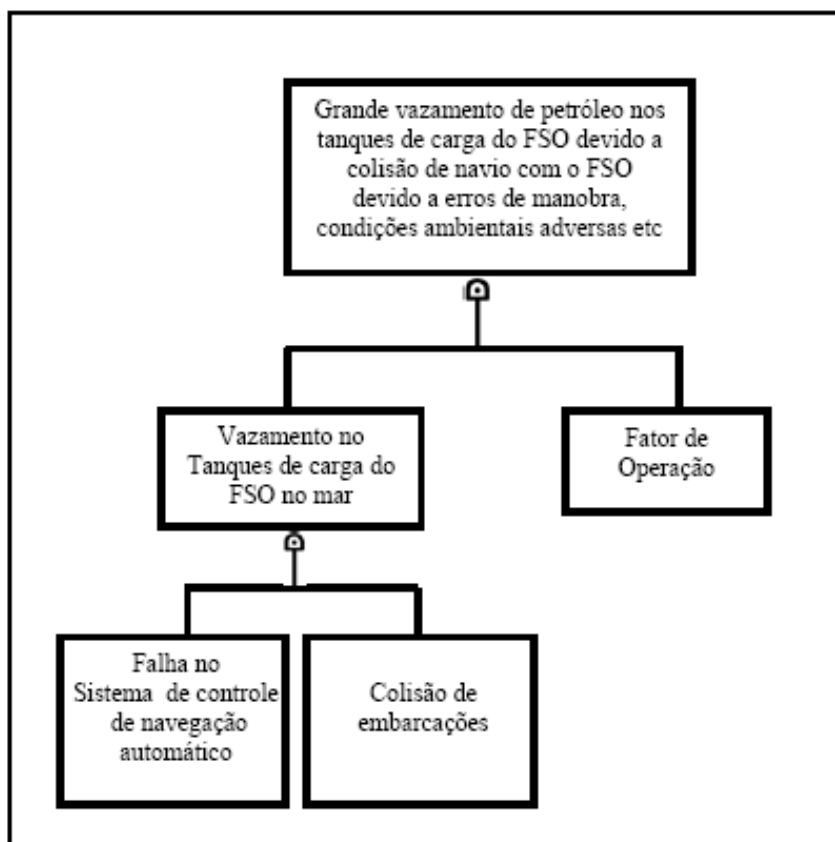 Grande vazamento de petróleo nos
tanques de carga do FSO devido a
colisão de navio com o FSO
devido a erros de manobra,
condições ambientais adversas etc
Vazamento no
Tanques de carga do
FSO no mar
Fator de
Operação
Falha no
Sistema de controle
de navegação
automático
Colisão de
embarcações